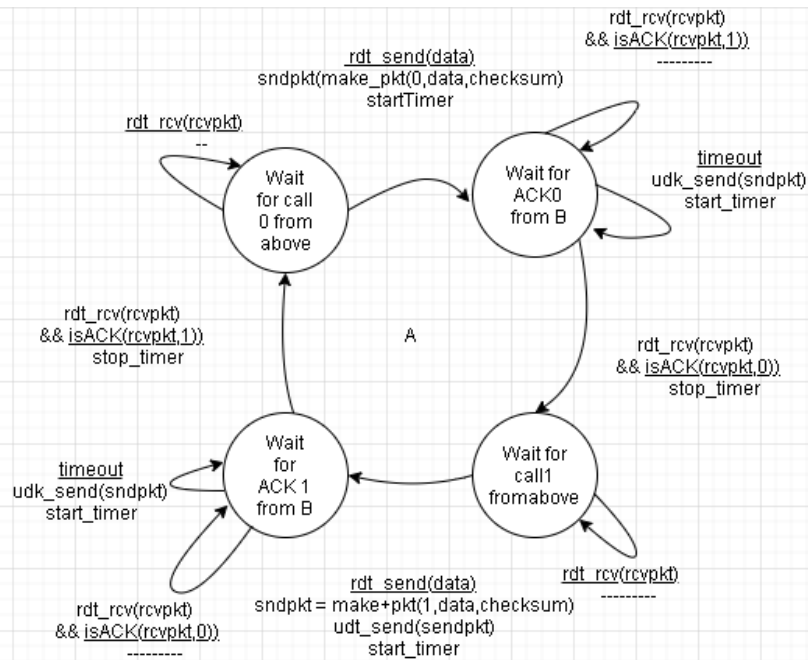 rdt_rcv(rcvpkt)
&& isACK(rcvpkt,1))
---------
rdt_send(data)
sndpkt(make_pkt(0,data,checksum)
startTimer
rdt_rcv(rcvpkt)
--
Wait
for call
0 from
above
Wait for
ACK0
from B
timeout
udk_send(sndpkt)
start_timer
rdt_rcv(rcvpkt)
&& isACK(rcvpkt,1))
stop_timer
A
rdt_rcv(rcvpkt)
&& isACK(rcvpkt,0))
stop_timer
Wait
for
ACK 1
from B
Wait for
call1
fromabove
timeout
udk_send(sndpkt)
start_timer
rdt_rcv(rcvpkt)
&& isACK(rcvpkt,0))
---------
rdt_send(data)
sndpkt = make+pkt(1,data,checksum)
udt_send(sendpkt)
start_timer
rdt_rcv(rcvpkt)
---------